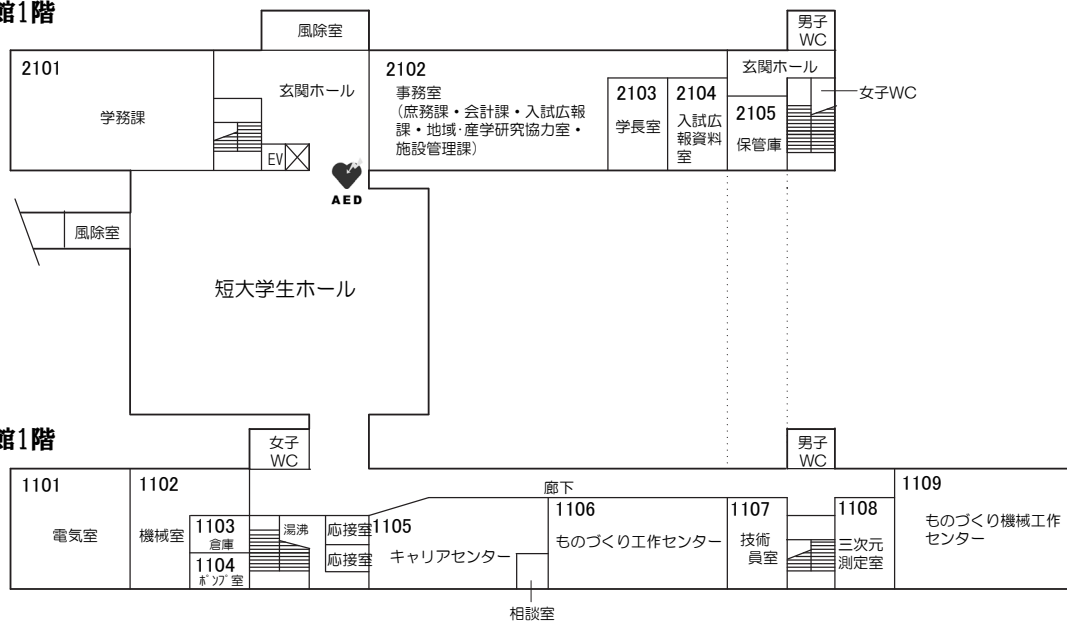 館1階
風除室
男子
WC
2101
学務課
玄関ホール
EV
2102
事務室
(庶務課・会計課・入試広報
課・地域・産学研究協力室・
施設管理課)
2103
学長室
2104
入試広
報資料
室
玄関ホール
2105
保管庫
女子WC
AED
風除室
短大学生ホール
館1階
女子
WC
男子
WC
1101
電気室
1102
機械室
1103
倉庫
1104
ポンプ室
湯沸
応接室
応接室
1105
キャリアセンター
相談室
廊下
1106
ものづくり工作センター
1107
技術
員室
1108
三次元
測定室
1109
ものづくり機械工作
センター